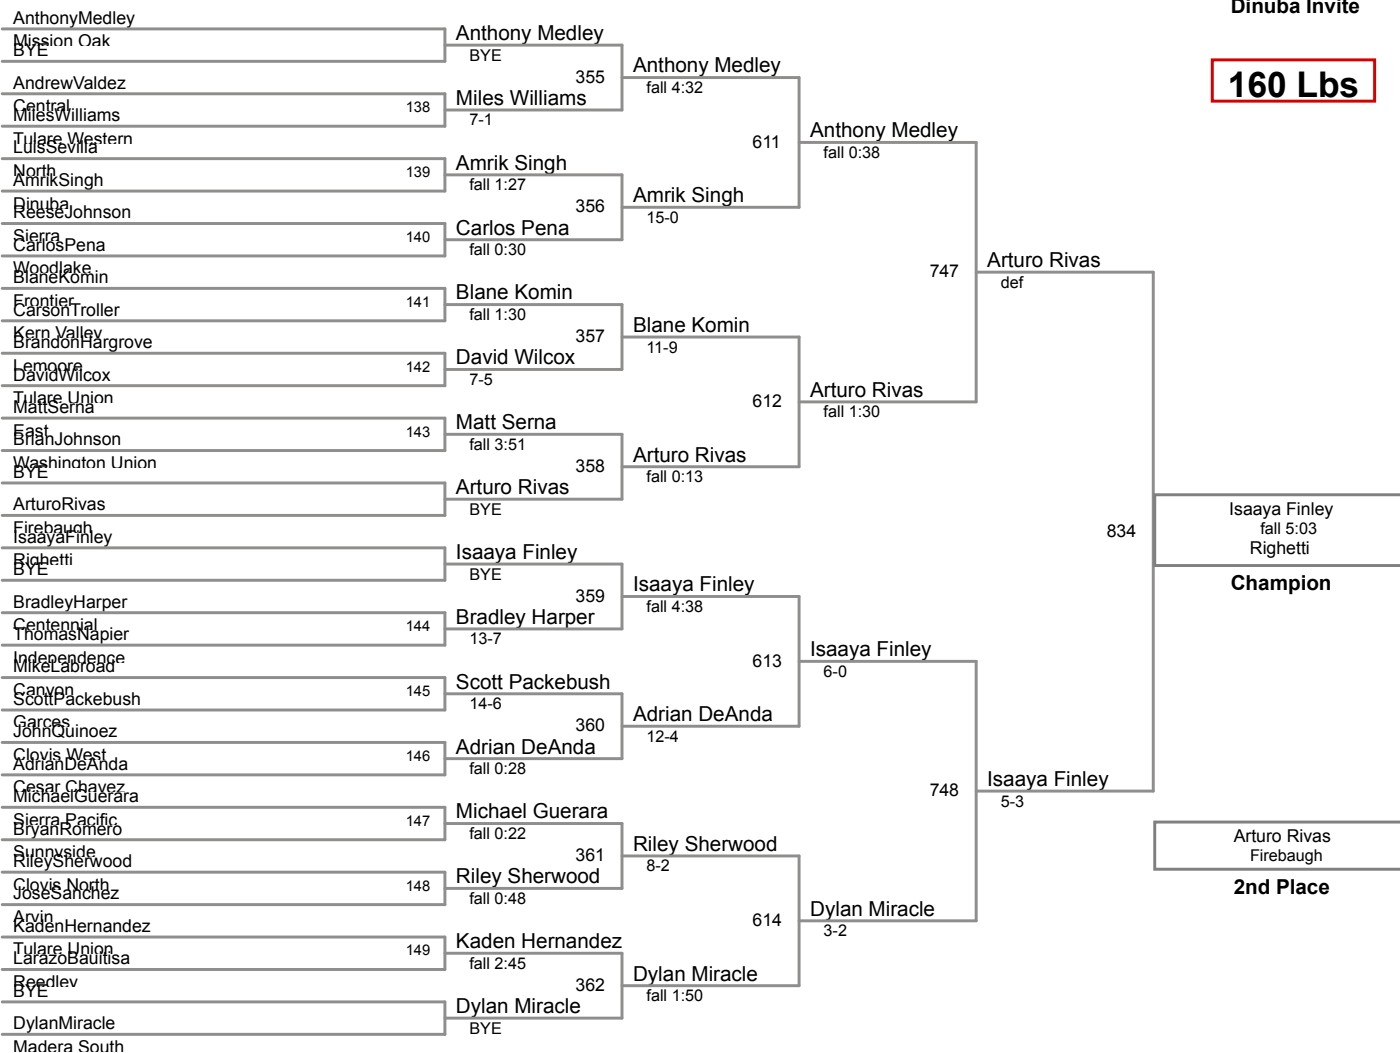 Dinuba Invite
160 Lbs
AnthonyMedley
Mission Oak
BYE
AndrewValdez
Central
MilesWilliams
Tulare Western
LuisSevilla
North
AmrikSingh
Dinuba
ReeseJohnson
Sierra
CarlosPena
Woodlake
BlaneKomin
Frontier
CarsonTroller
Kern Valley
BrandonHargrove
Lemoore
DavidWilcox
Tulare Union
MattSerna
East
BrianJohnson
Washington Union
BYE
ArturoRivas
Firebaugh
IsaayaFinley
Righetti
BYE
BradleyHarper
Centennial
ThomasNapier
Independence
MikeLabroad
Canyon
ScottPackebush
Garces
JohnQuinoez
Clovis West
AdrianDeAnda
Cesar Chavez
MichaelGuerara
Sierra Pacific
BryanRomero
Sunnyside
RileySherwood
Clovis North
JoseSanchez
Arvin
KadenHernandez
Tulare Union
LarazoBauitisa
Reedley
BYE
DylanMiracle
Madera South
138
139
140
141
142
143
144
145
146
147
148
149
Anthony Medley
BYE
355
Miles Williams
7-1
Amrik Singh
fall 1:27
356
Carlos Pena
fall 0:30
Blane Komin
fall 1:30
357
David Wilcox
7-5
Matt Serna
fall 3:51
358
Arturo Rivas
BYE
Isaaya Finley
BYE
359
Bradley Harper
13-7
Scott Packebush
14-6
360
Adrian DeAnda
fall 0:28
Michael Guerara
fall 0:22
361
Riley Sherwood
fall 0:48
Kaden Hernandez
fall 2:45
362
Dylan Miracle
BYE
Anthony Medley
fall 4:32
611
Amrik Singh
15-0
Blane Komin
11-9
612
Arturo Rivas
fall 0:13
Isaaya Finley
fall 4:38
613
Adrian DeAnda
12-4
Riley Sherwood
8-2
614
Dylan Miracle
fall 1:50
Anthony Medley
fall 0:38
747
Arturo Rivas
fall 1:30
Isaaya Finley
6-0
748
Dylan Miracle
3-2
Arturo Rivas
def
834
Isaaya Finley
5-3
Isaaya Finley
fall 5:03
Righetti
Champion
Arturo Rivas
Firebaugh
2nd Place